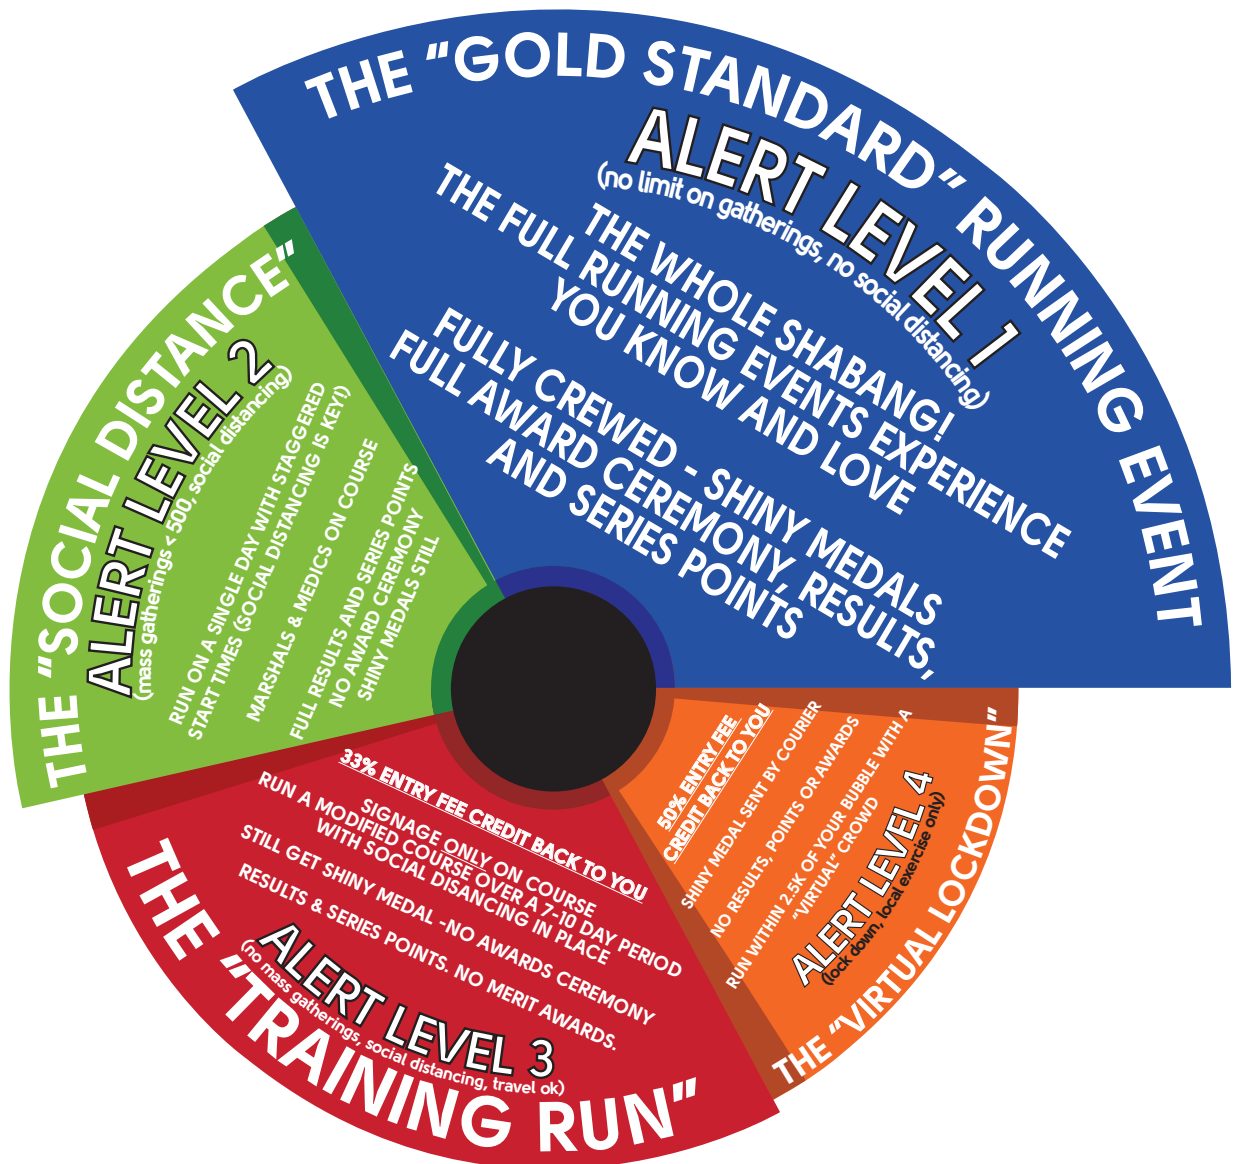 THE "GOLD STANDARD" RUNNING EVENT
ALERT LEVEL 1
(no limit on gatherings, no social distancing)
THE WHOLE SHABANG!
THE FULL RUNNING EVENTS EXPERIENCE
YOU KNOW AND LOVE
FULLY CREWED - SHINY MEDALS
FULL AWARD CEREMONY, RESULTS,
AND SERIES POINTS
THE "SOCIAL DISTANCE"
ALERT LEVEL 2
(mass gatherings < 500, social distancing)
RUN ON A SINGLE DAY WITH STAGGERED
START TIMES (SOCIAL DISTANCING IS KEY!)
MARSHALS & MEDICS ON COURSE
FULL RESULTS AND SERIES POINTS
NO AWARD CEREMONY
SHINY MEDALS STILL
33% ENTRY FEE CREDIT BACK TO YOU
SIGNAGE ONLY ON COURSE
RUN A MODIFIED COURSE OVER A 7-10 DAY PERIOD
WITH SOCIAL DISANCING IN PLACE
STILL GET SHINY MEDAL -NO AWARDS CEREMONY
RESULTS & SERIES POINTS. NO MERIT AWARDS.
ALERT LEVEL 3
(no mass gatherings, social distancing, travel ok)
THE "TRAINING RUN"
50% ENTRY FEE
CREDIT BACK TO YOU
SHINY MEDAL SENT BY COURIER
NO RESULTS, POINTS OR AWARDS
RUN WITHIN 2.5K OF YOUR BUBBLE WITH A
"VIRTUAL" CROWD
ALERT LEVEL 4
(lock down, local exercise only)
THE "VIRTUAL LOCKDOWN"